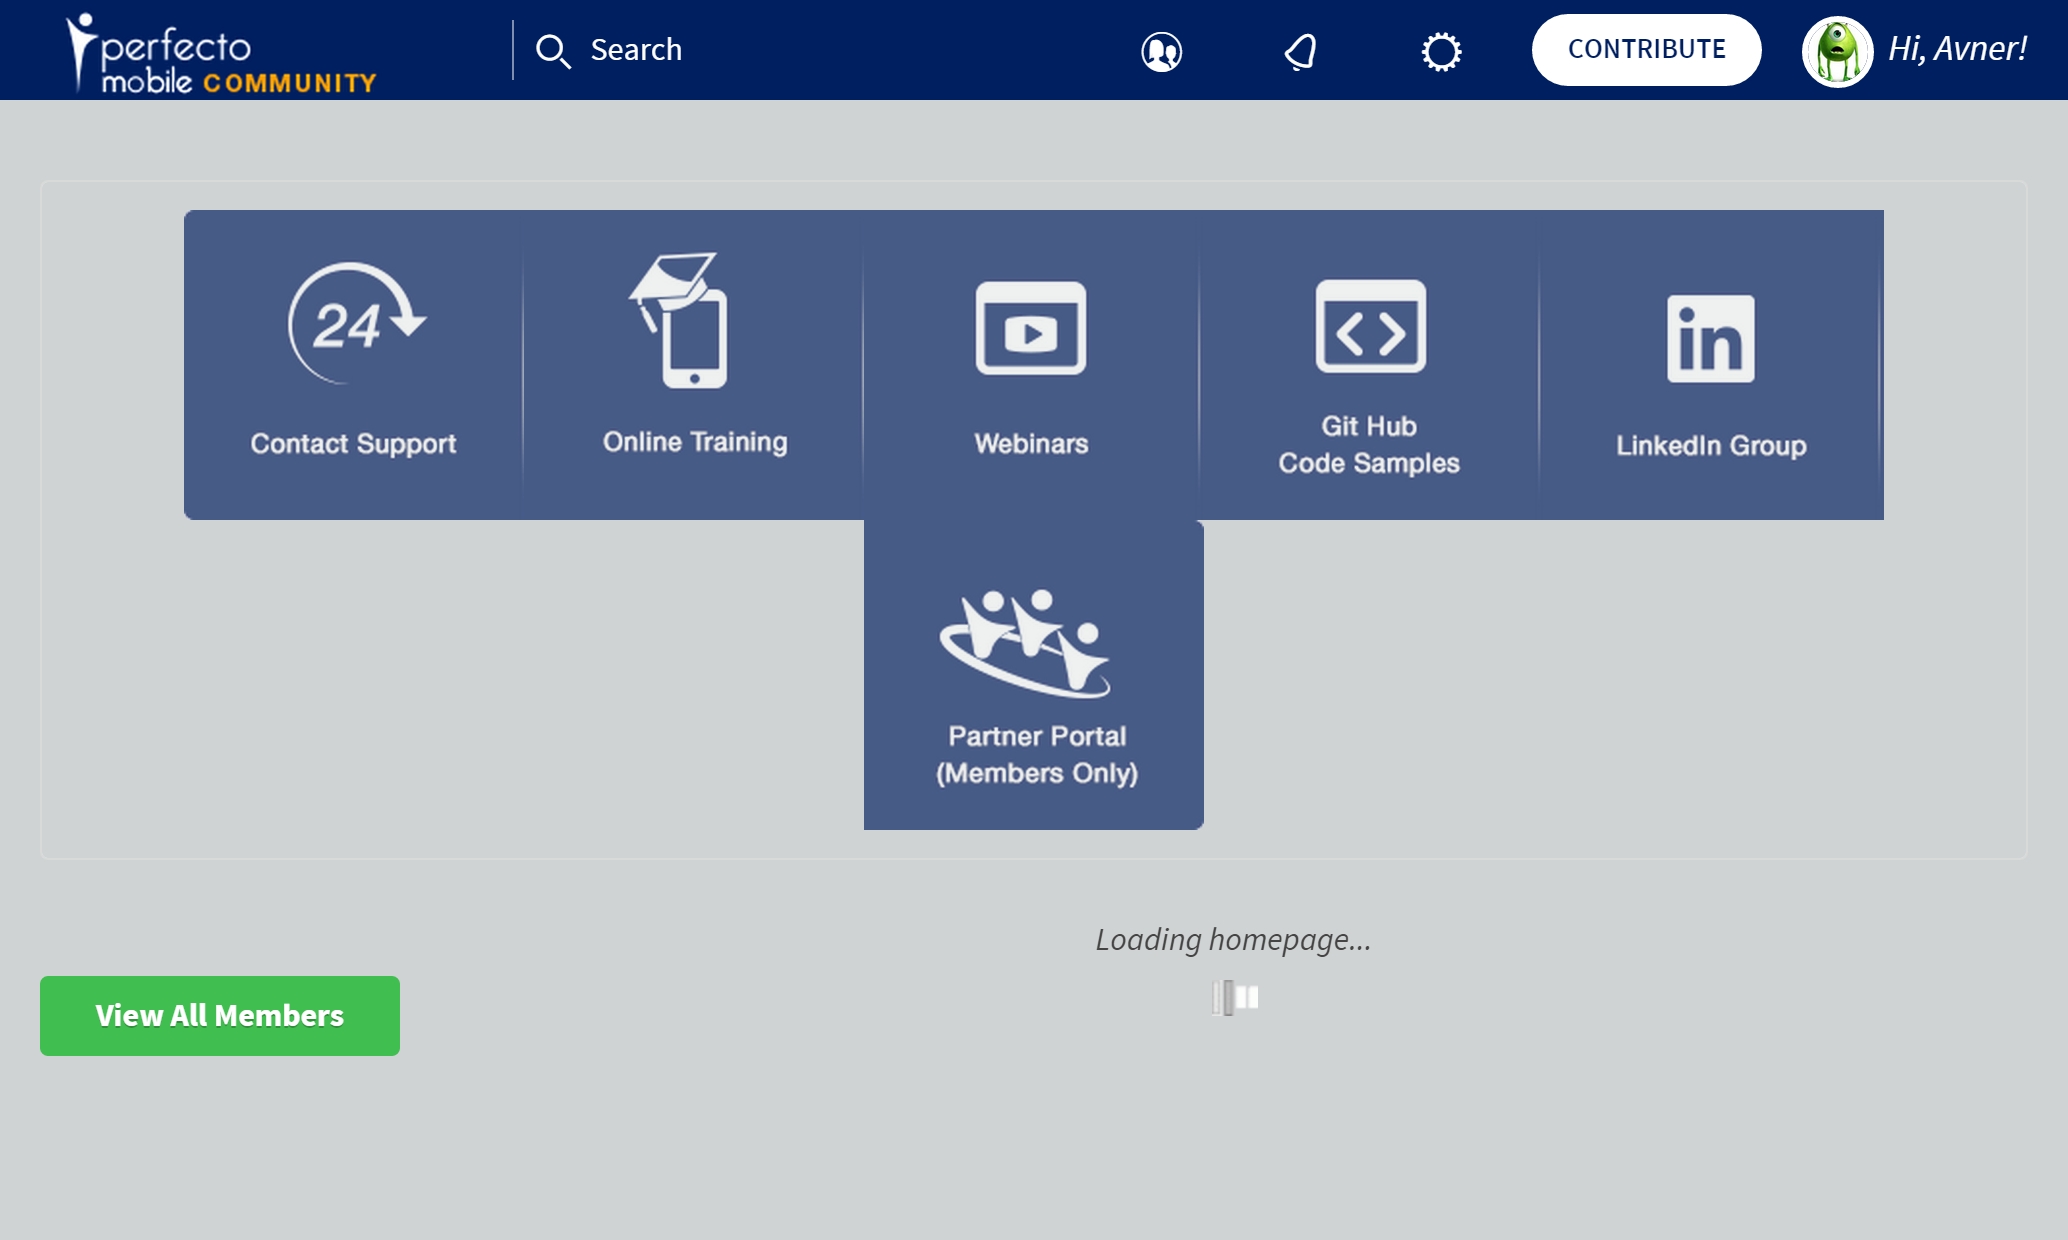 perfecto
mobile COMMUNITY
Search
CONTRIBUTE
Hi, Avner!
24
Contact Support
Online Training
Webinars
Git Hub
Code Samples
in
LinkedIn Group
Partner Portal
(Members Only)
Loading homepage...
View All Members